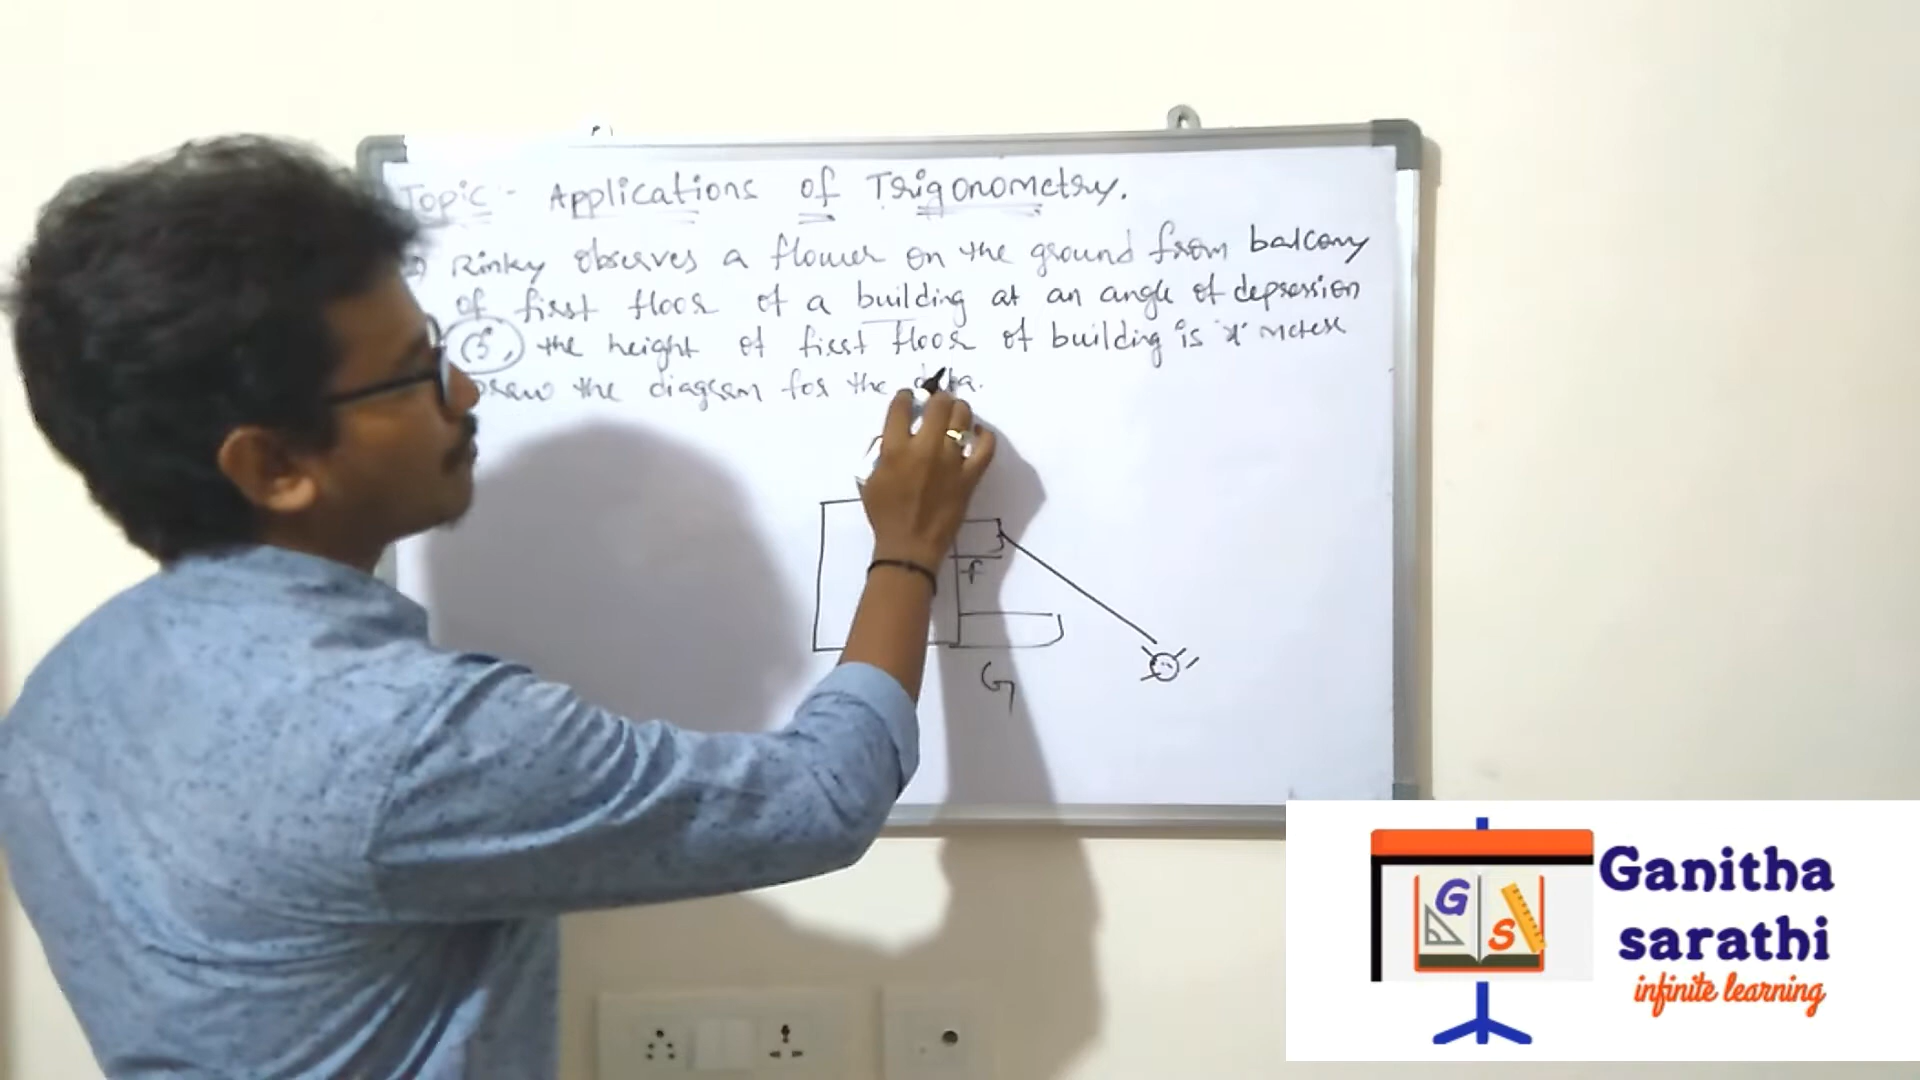 Topic - Applications of Trigonometry.
Rinky observes a flower on the ground from balcony
of first floor of a building at an angle of depression
the height of first floor of building is 'x' meters
Draw the diagram for the data.
f
G
G
S
Ganitha
sarathi
infinite learning